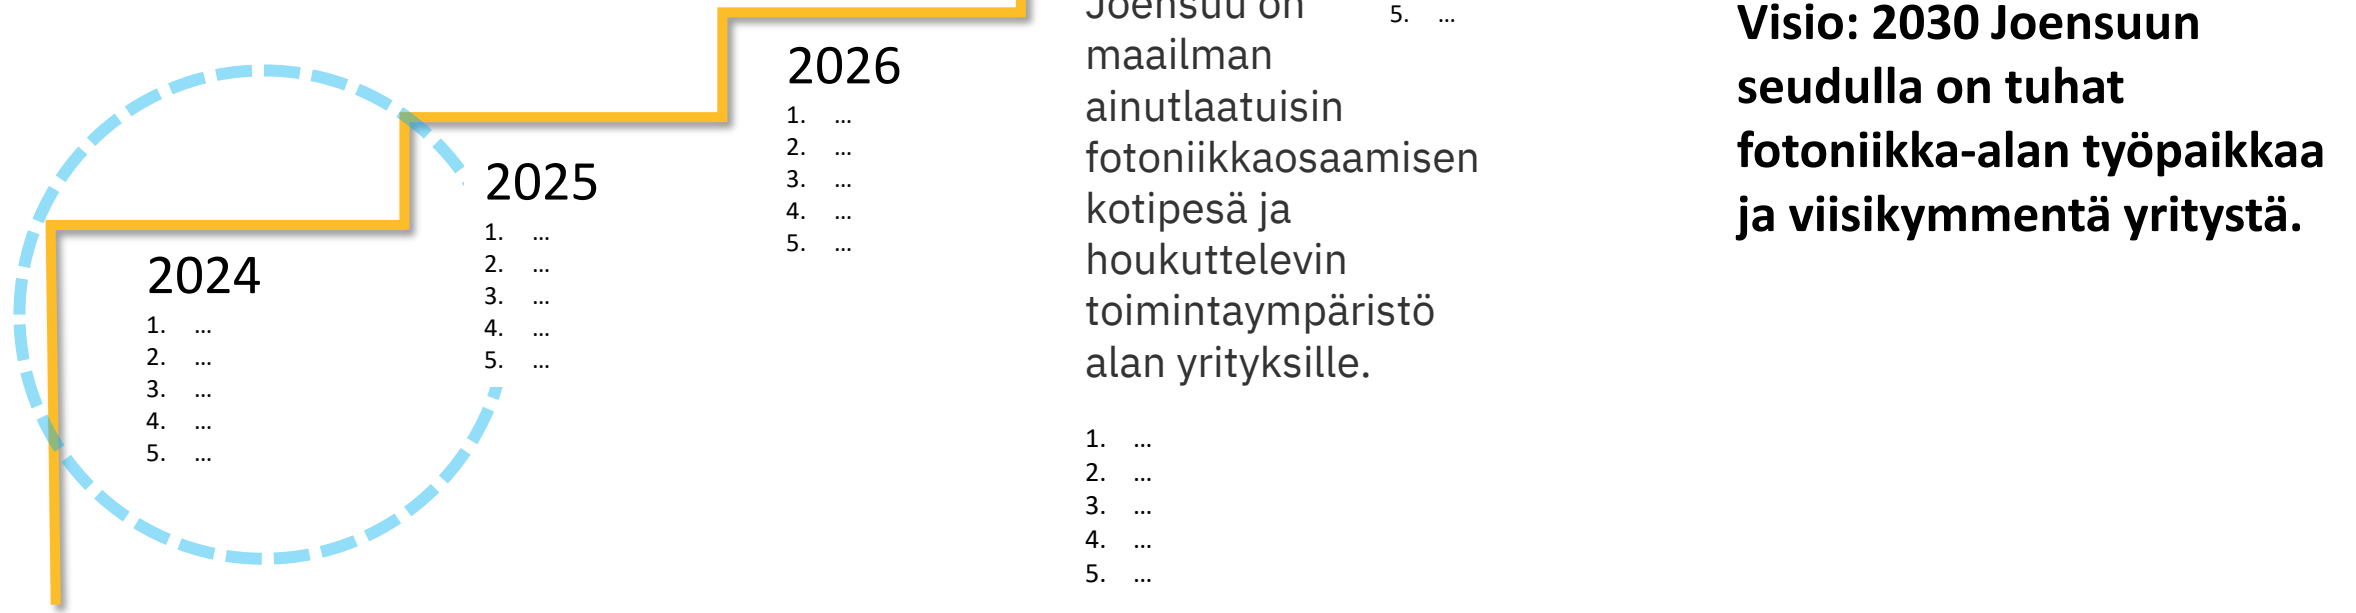 2024
1. ...
2. ...
3. ...
4. ...
5. ...
2025
1. ...
2. ...
3. ...
4. ...
5. ...
2026
1. ...
2. ...
3. ...
4. ...
5. ...
Joensuu on
maailman
ainutlaatuisin
fotoniikkaosaamisen
kotipesä ja
houkuttelevin
toimintaympäristö
alan yrityksille.
1. ...
2. ...
3. ...
4. ...
5. ...
5. ...
Visio: 2030 Joensuun
seudulla on tuhat
fotoniikka-alan työpaikkaa
ja viisikymmentä yritystä.